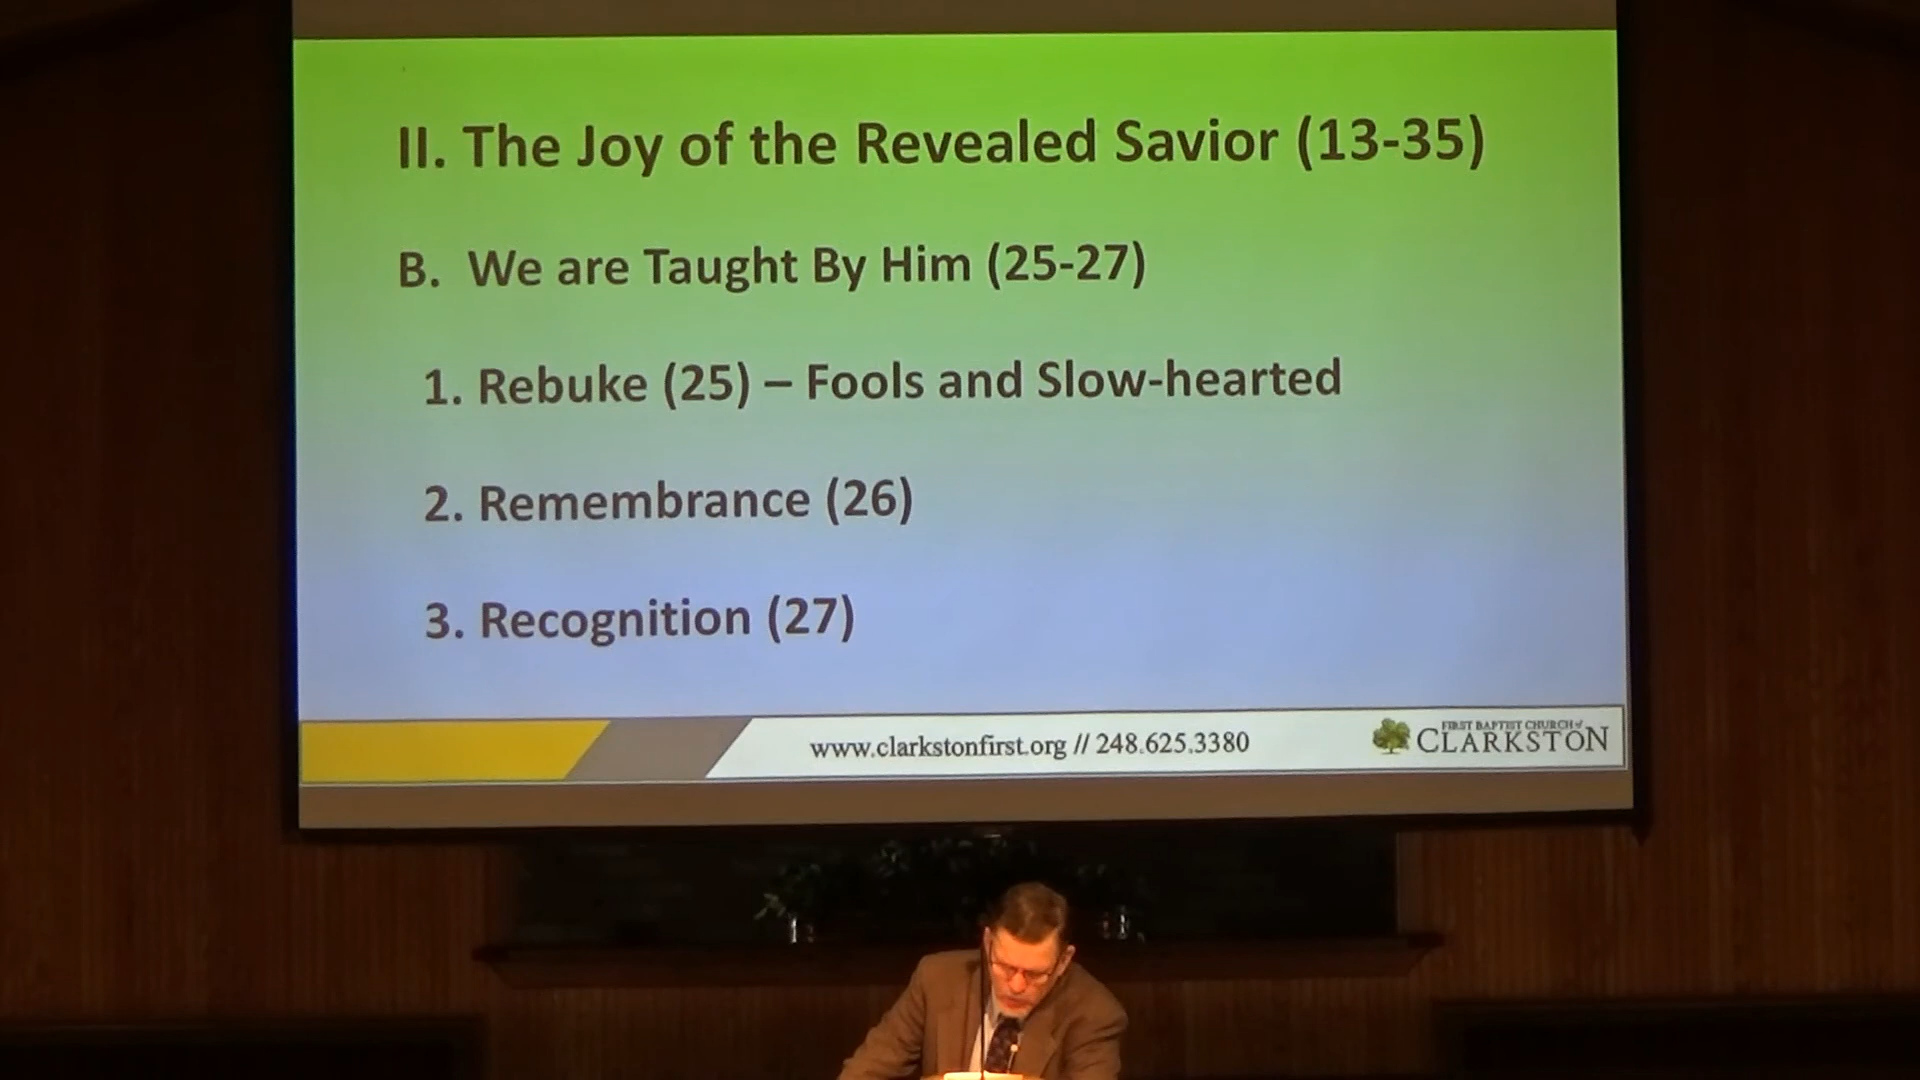 II. The Joy of the Revealed Savior (13-35)
B. We are Taught By Him (25-27)
1. Rebuke (25) – Fools and Slow-hearted
2. Remembrance (26)
3. Recognition (27)
www.clarkstonfirst.org // 248.625.3380
FIRST BAPTIST CHURCH of
CLARKSTON